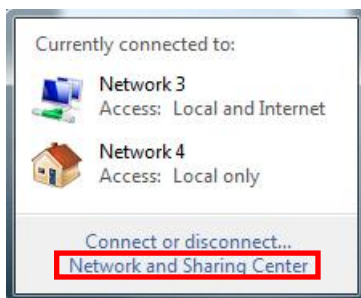 Currently connected to:
Network 3
Access: Local and Internet
Network 4
Access: Local only
Connect or disconnect...
Network and Sharing Center